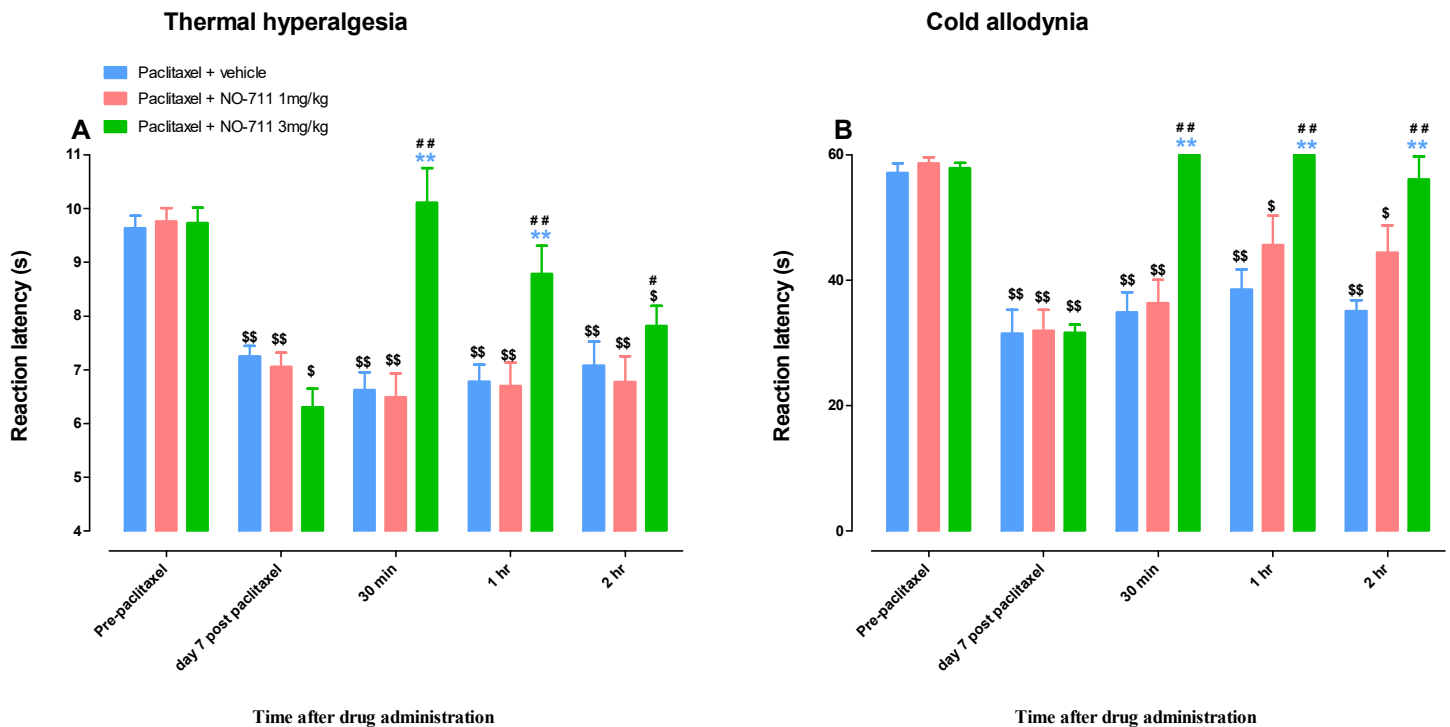 Thermal hyperalgesia
Paclitaxel + vehicle
Paclitaxel + NO-711 1mg/kg
Paclitaxel + NO-711 3mg/kg
A
Reaction latency (s)
11
10
9
8
7
6
5
4
$$
$$
$
$$
$$
##
**
$$
$$
##
**
$$
$$
#
$
Pre-paclitaxel
day 7 post paclitaxel
30 min
1 hr
2 hr
Time after drug administration
Cold allodynia
B
Reaction latency (s)
60
40
20
0
$$
$$
$$
$$
$$
##
**
$$
$
##
**
$$
$
##
**
Pre-paclitaxel
day 7 post paclitaxel
30 min
1 hr
2 hr
Time after drug administration